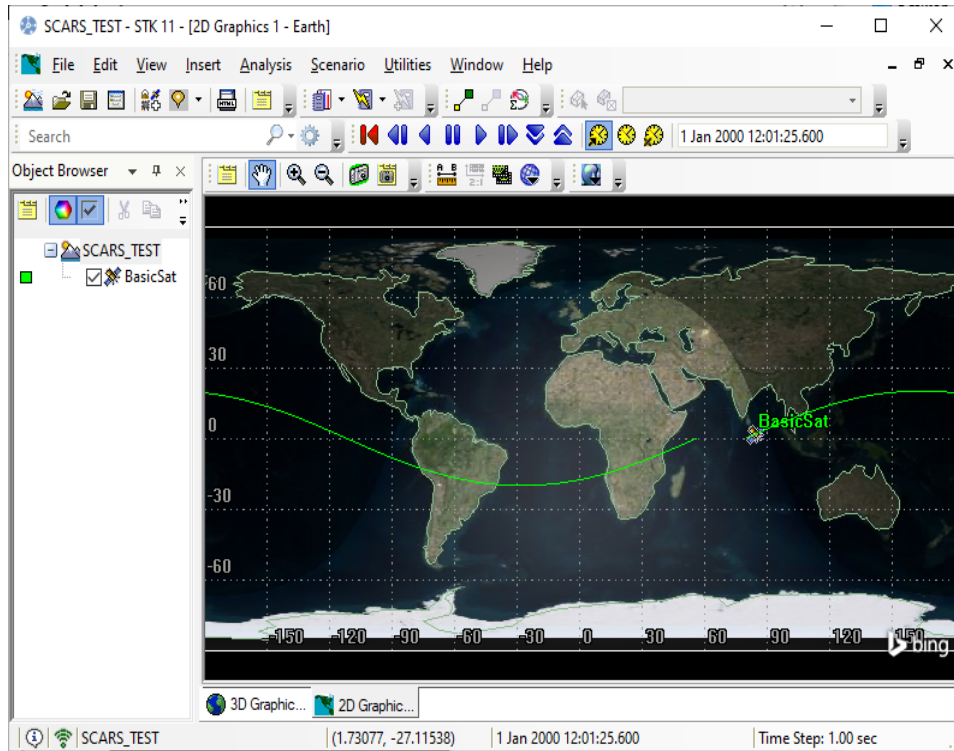 SCARS_TEST - STK 11 - [2D Graphics 1 - Earth]
File Edit View Insert Analysis Scenario Utilities Window Help
Search 1 Jan 2000 12:01:25.600
Object Browser
SCARS_TEST
BasicSat
60
30
0
-30
-60
BasicSat
-150 -120 -90 -60 -30 0 30 60 90 120 150
bing
3D Graphic... 2D Graphic...
SCARS_TEST (1.73077, -27.11538) 1 Jan 2000 12:01:25.600 Time Step: 1.00 sec